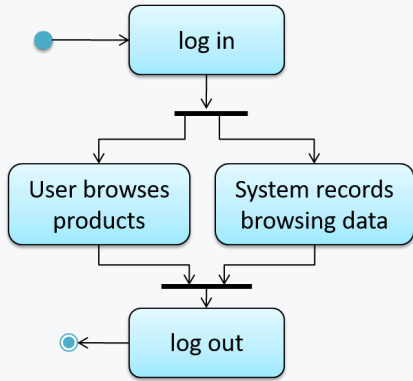 log in
User browses
products
System records
browsing data
log out